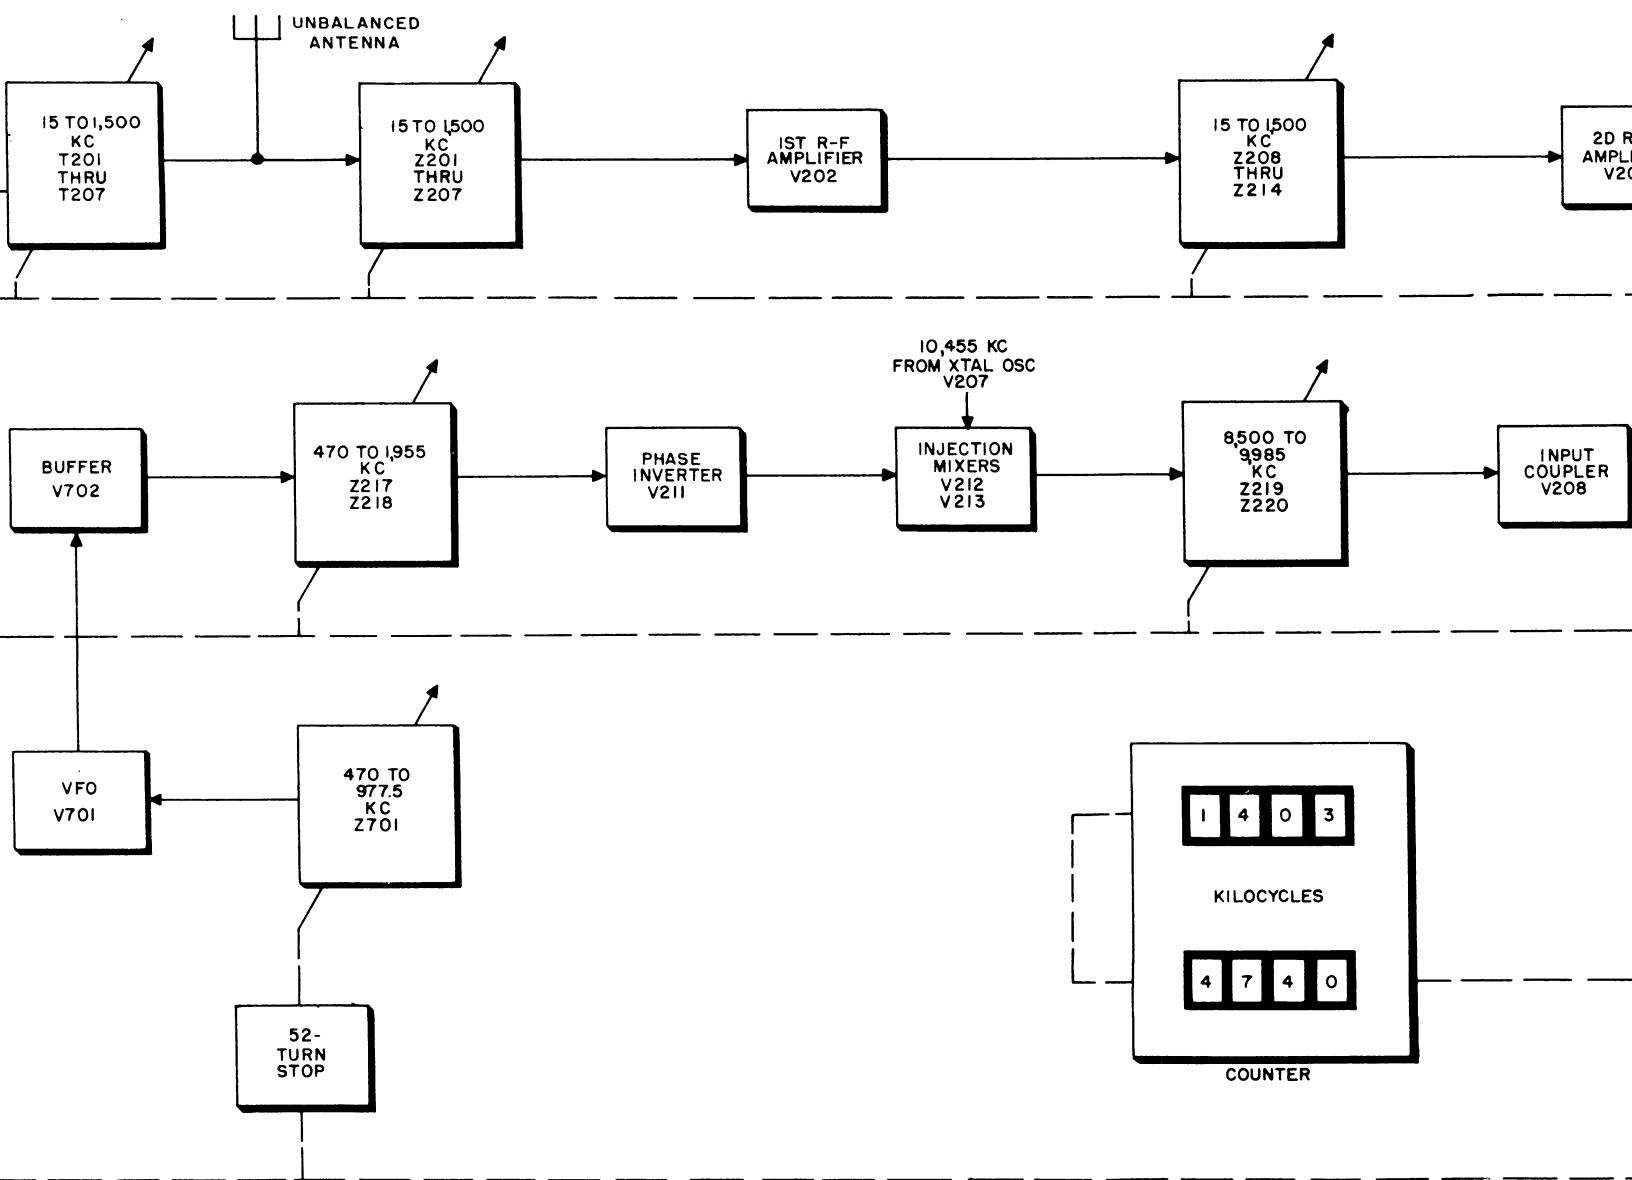 UNBALANCED
ANTENNA
15 TO 1,500
KC
T201
THRU
T207
15 TO 1,500
KC
Z201
THRU
Z207
1ST R-F
AMPLIFIER
V202
15 TO 1,500
KC
Z208
THRU
Z214
2D R
AMPL
V20
10,455 KC
FROM XTAL OSC
V207
BUFFER
V702
470 TO 1,955
KC
Z217
Z218
PHASE
INVERTER
V211
INJECTION
MIXERS
V212
V213
8,500 TO
9,985
KC
Z219
Z220
INPUT
COUPLER
V208
VFO
V701
470 TO
977.5
KC
Z701
1 4 0 3
KILOCYCLES
4 7 4 0
COUNTER
52-
TURN
STOP